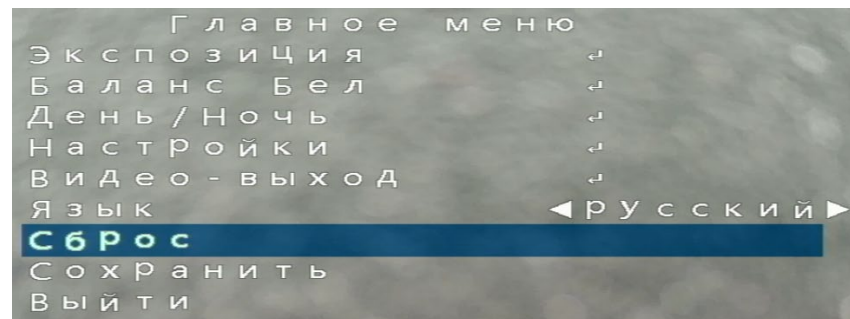 Главное меню
Экспозиция ↵
Баланс Бел ↵
День/Ночь ↵
Настройки ↵
Видео-выход ↵
Язык ◀русский▶
Сброс
Сохранить
Выйти